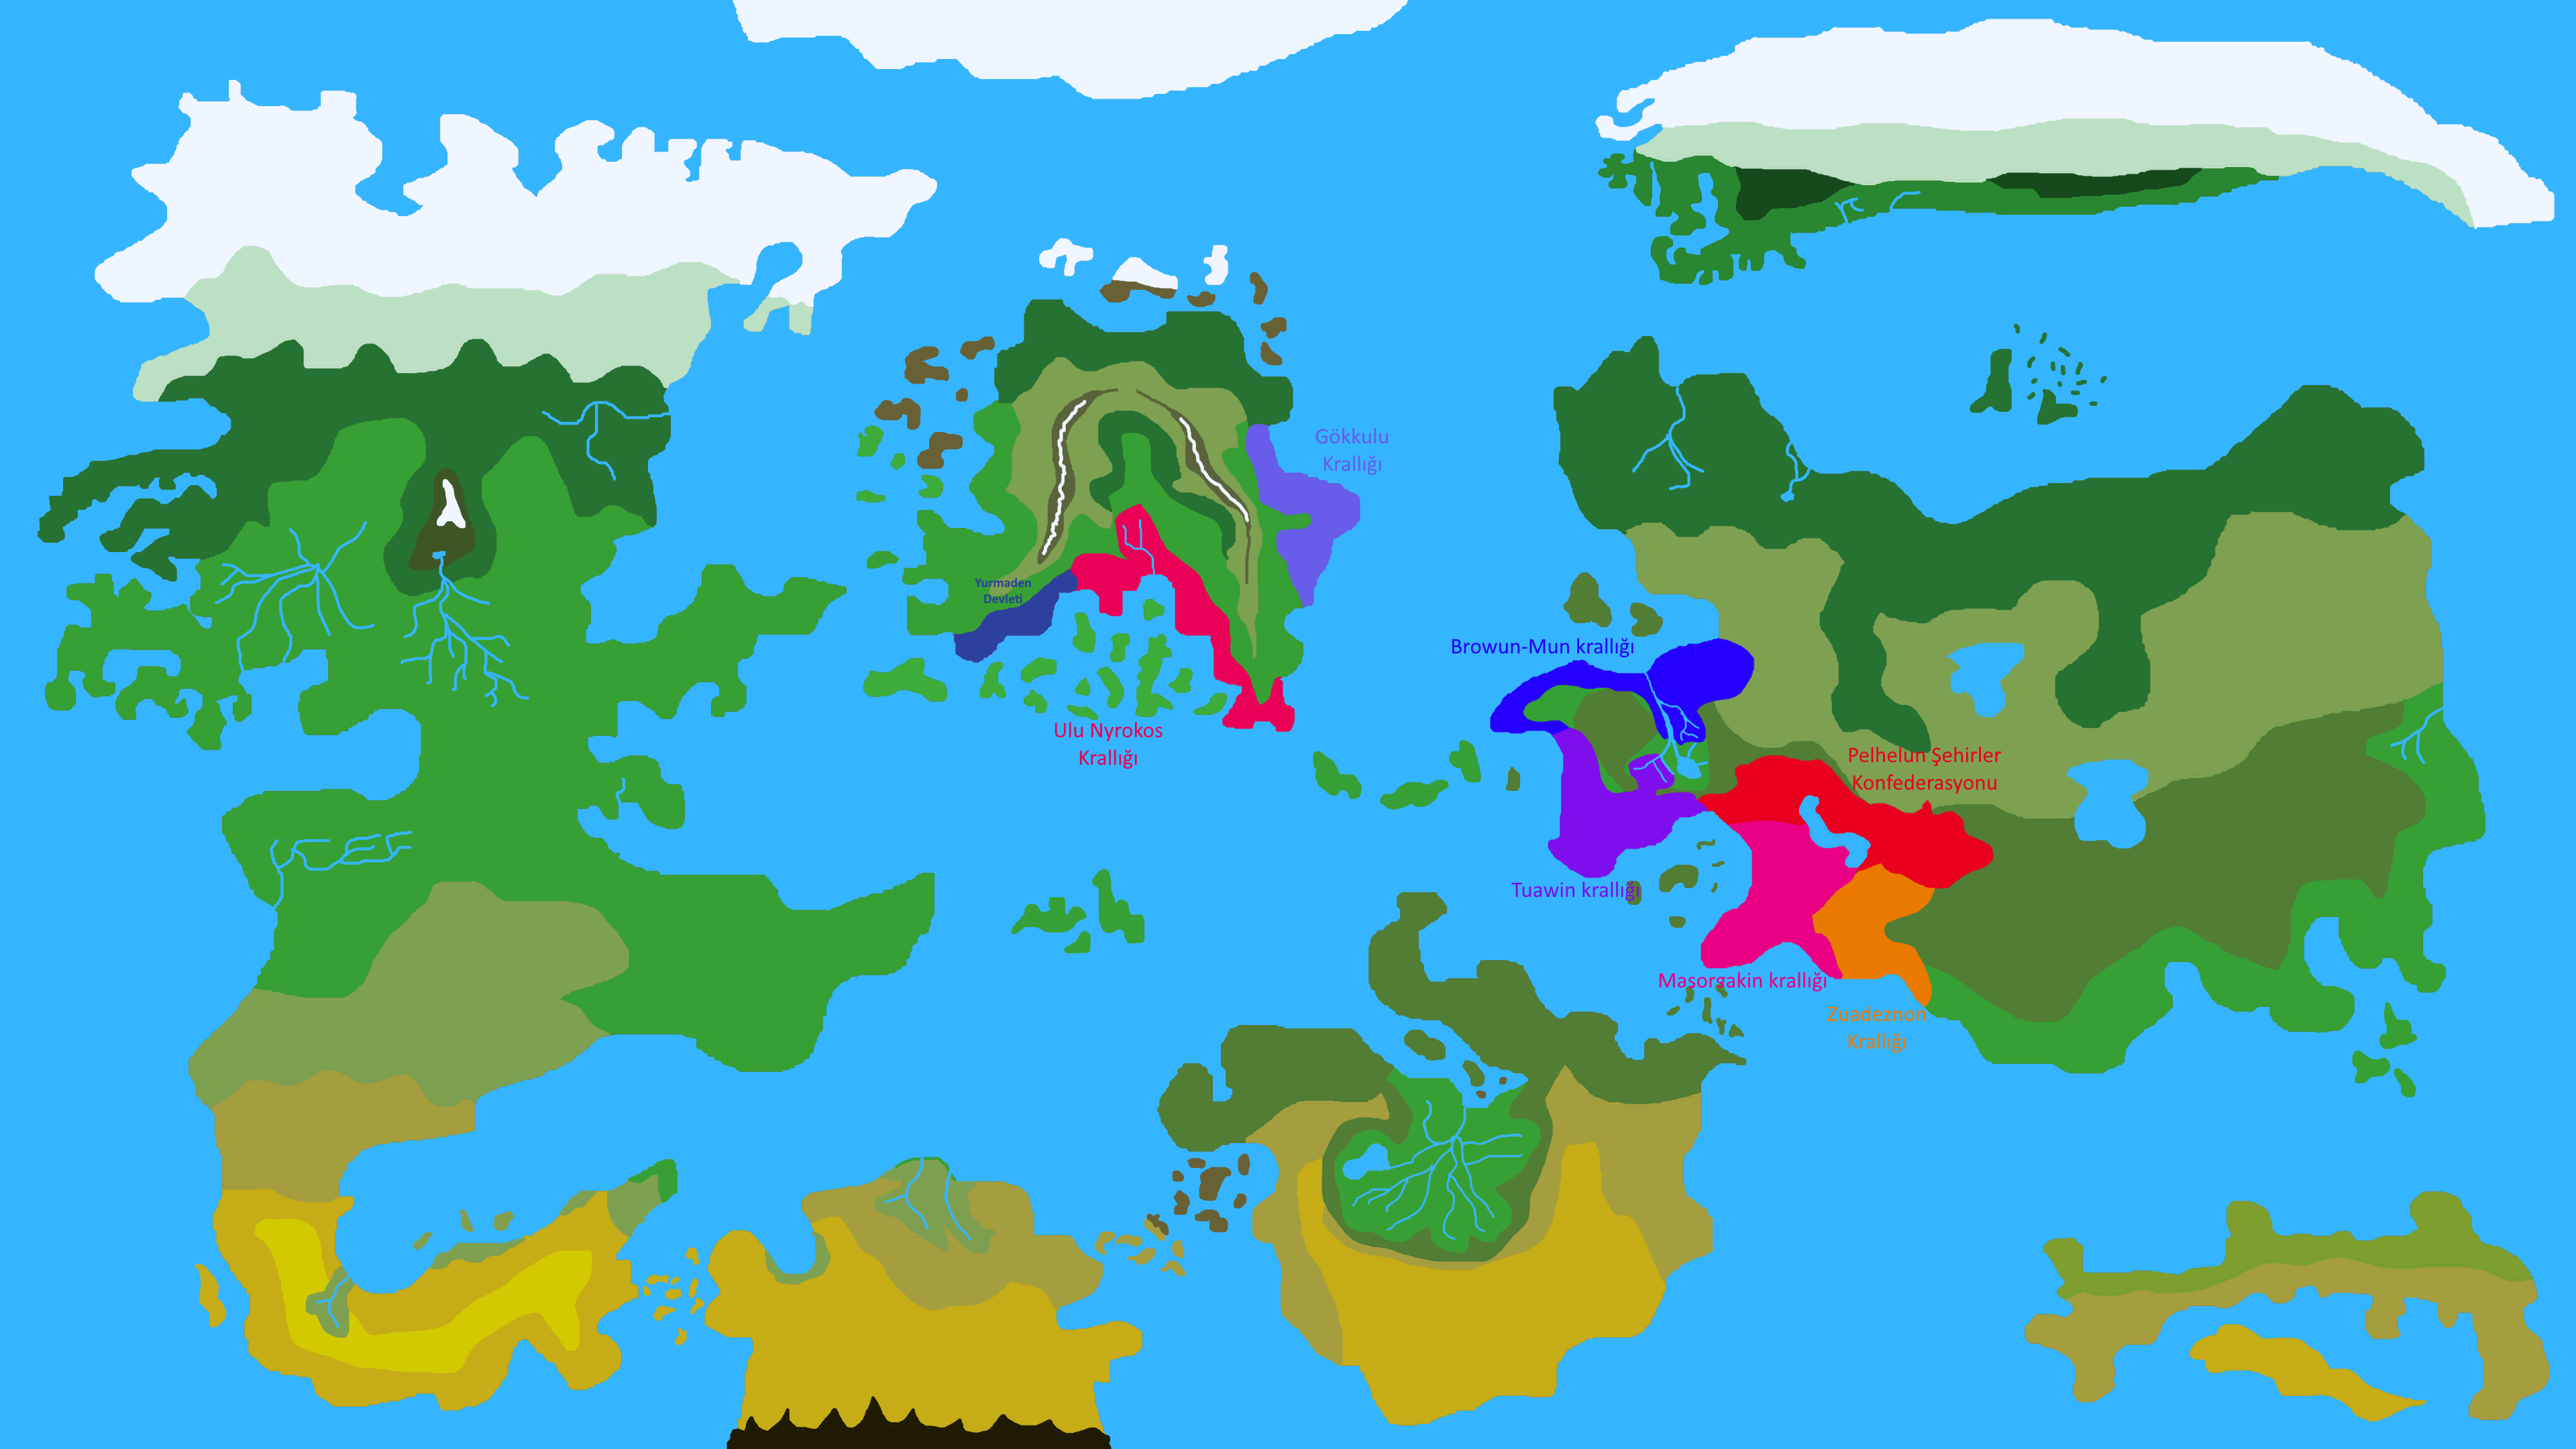 Gökkulu
Krallığı
Yurmaden
Devleti
Ulu Nyrokos
Krallığı
Browun-Mun krallığı
Pelhelun Şehirler
Konfederasyonu
Tuawin krallığı
Masorgakin krallığı
Zuadeznon
Krallığı